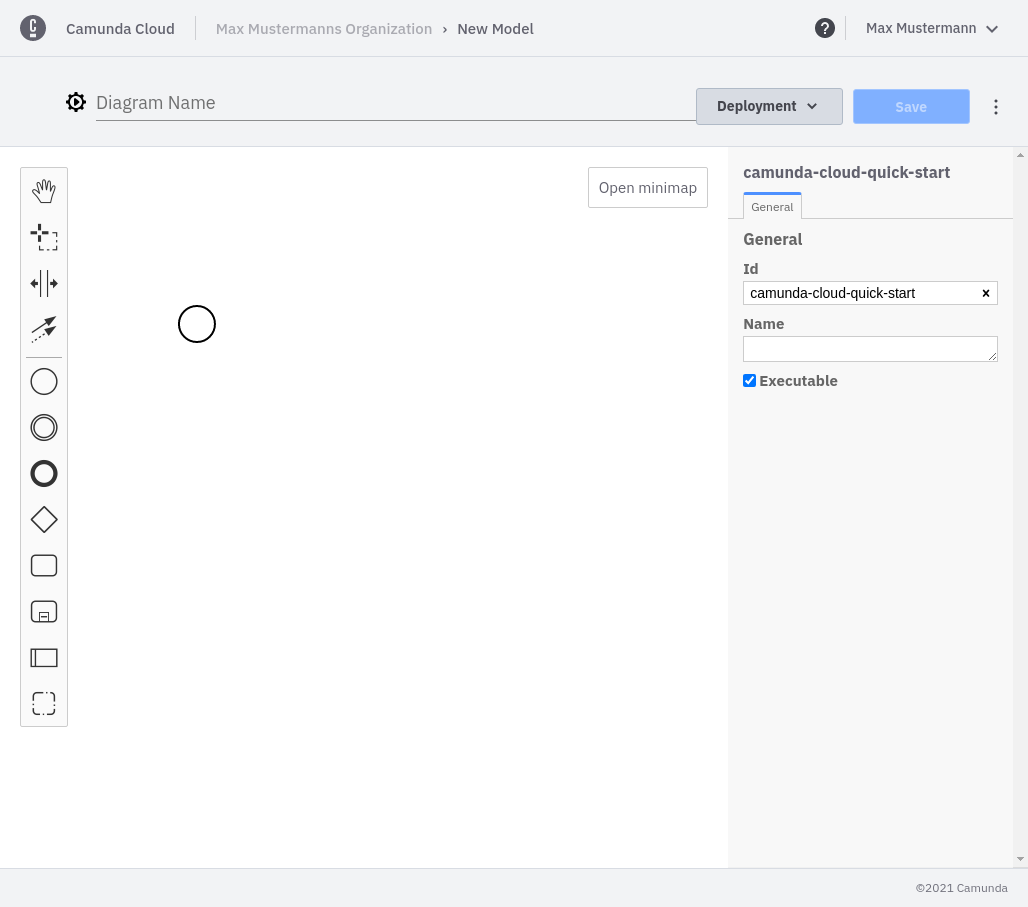 Camunda Cloud
Max Mustermanns Organization › New Model
?
Max Mustermann
Diagram Name
Deployment
Save
Open minimap
camunda-cloud-quick-start
General
General
Id
camunda-cloud-quick-start
×
Name
Executable
©2021 Camunda